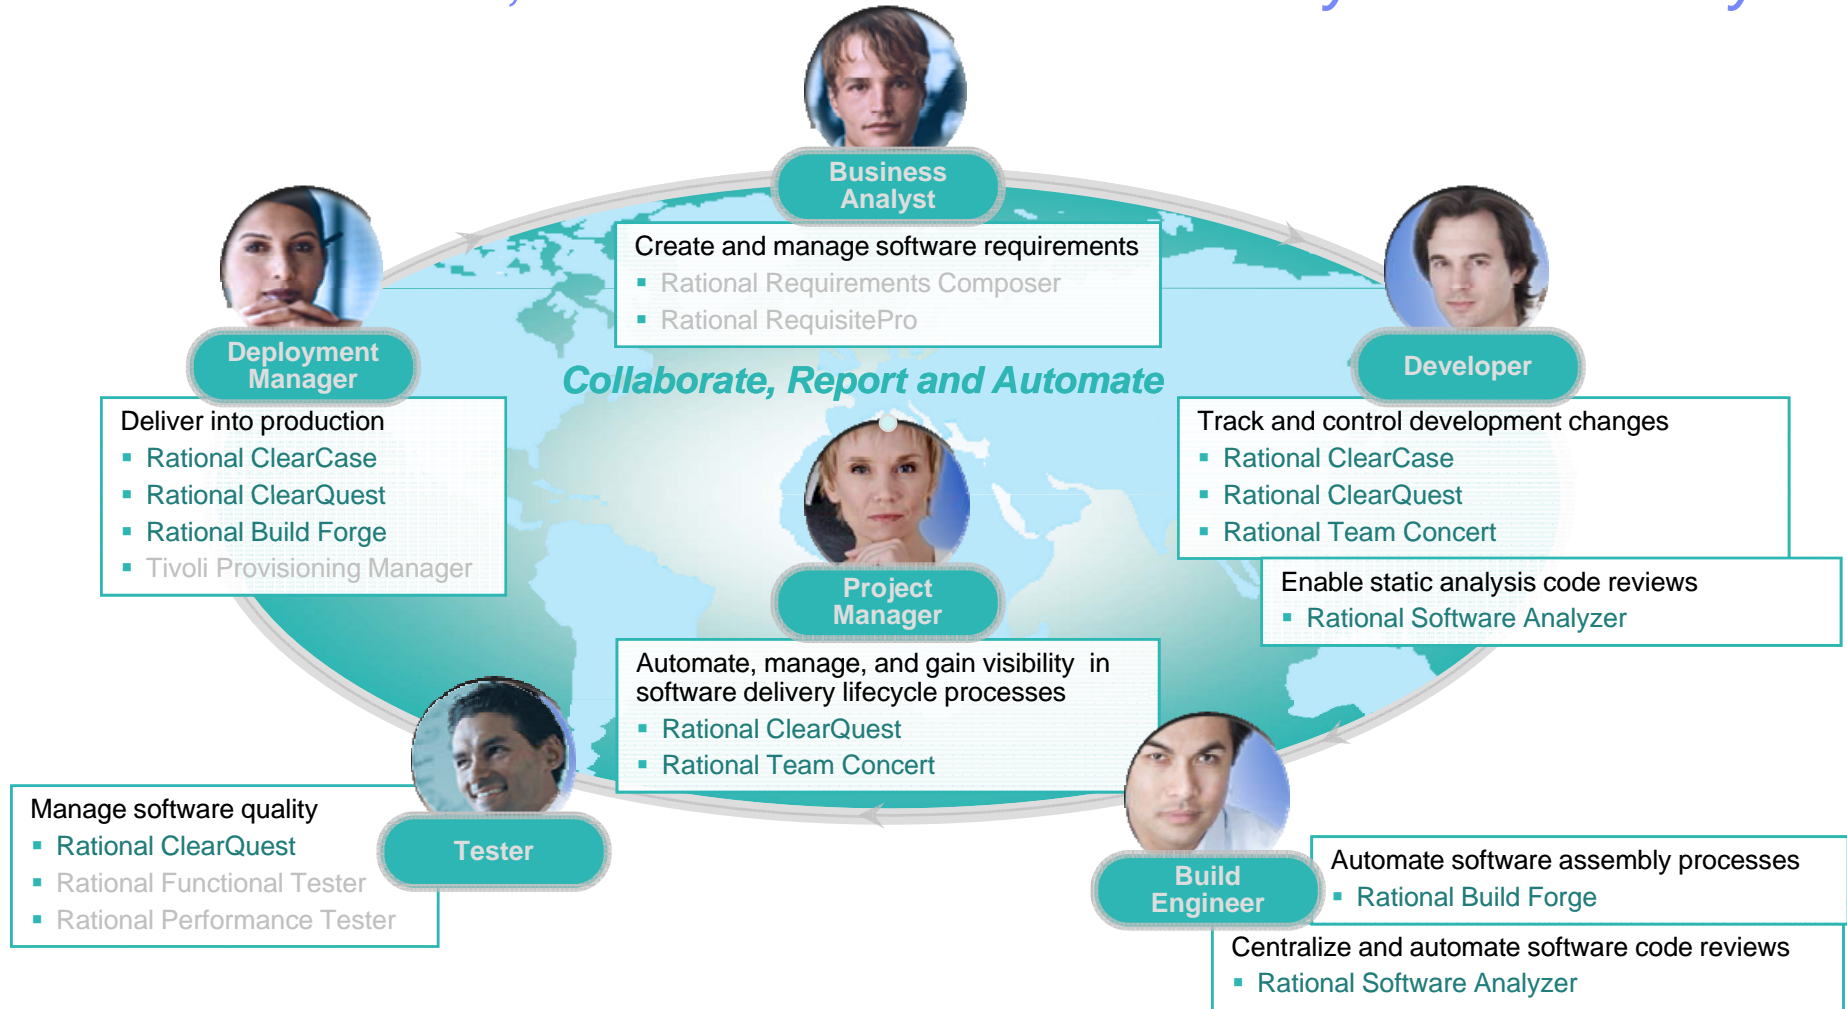 Business
Analyst
Create and manage software requirements
▪ Rational Requirements Composer
▪ Rational RequisitePro
Deployment
Manager
Deliver into production
▪ Rational ClearCase
▪ Rational ClearQuest
▪ Rational Build Forge
▪ Tivoli Provisioning Manager
Collaborate, Report and Automate
Developer
Track and control development changes
▪ Rational ClearCase
▪ Rational ClearQuest
▪ Rational Team Concert
Enable static analysis code reviews
▪ Rational Software Analyzer
Project
Manager
Automate, manage, and gain visibility in
software delivery lifecycle processes
▪ Rational ClearQuest
▪ Rational Team Concert
Tester
Manage software quality
▪ Rational ClearQuest
▪ Rational Functional Tester
▪ Rational Performance Tester
Build
Engineer
Automate software assembly processes
▪ Rational Build Forge
Centralize and automate software code reviews
▪ Rational Software Analyzer